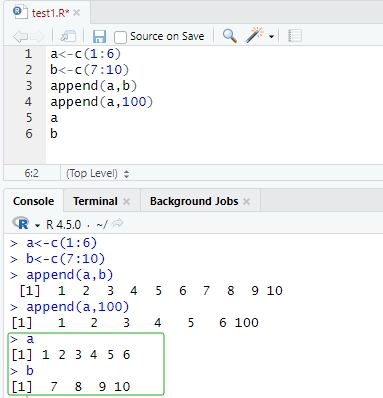 test1.R* ×
Source on Save
1 a<-c(1:6)
2 b<-c(7:10)
3 append(a,b)
4 append(a,100)
5 a
6 b
6:2 (Top Level)
Console Terminal × Background Jobs ×
R R 4.5.0 · ~/
> a<-c(1:6)
> b<-c(7:10)
> append(a,b)
[1] 1 2 3 4 5 6 7 8 9 10
> append(a,100)
[1] 1 2 3 4 5 6 100
> a
[1] 1 2 3 4 5 6
> b
[1] 7 8 9 10